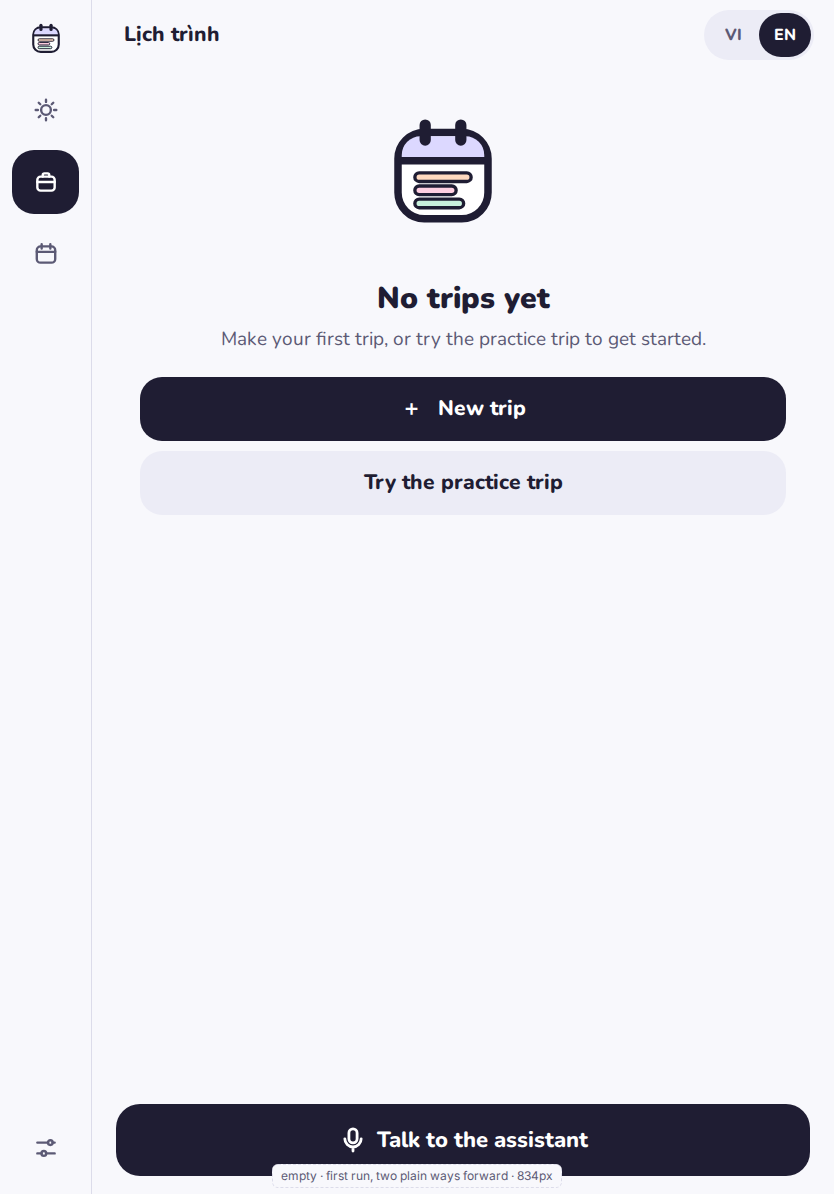 Lịch trình
VI
EN
No trips yet
Make your first trip, or try the practice trip to get started.
+ New trip
Try the practice trip
Talk to the assistant
empty · first run, two plain ways forward · 834px